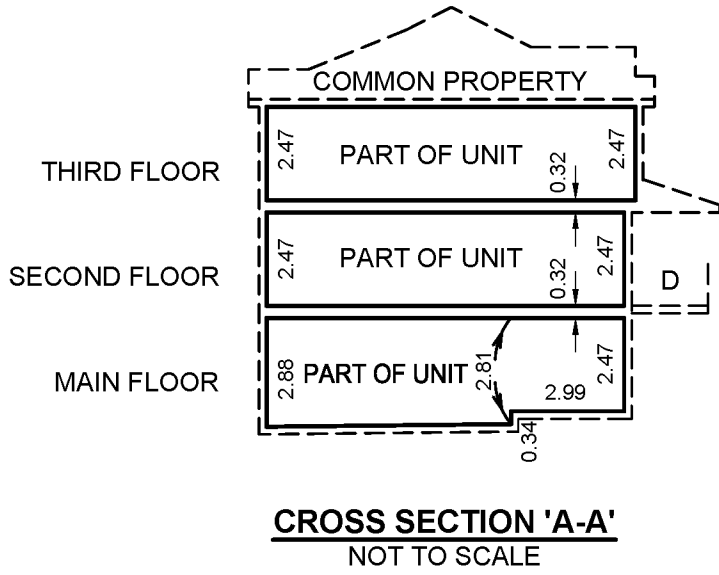 COMMON PROPERTY
THIRD FLOOR
2.47
PART OF UNIT
0.32
2.47
SECOND FLOOR
2.47
PART OF UNIT
0.32
2.47
D
MAIN FLOOR
2.88
PART OF UNIT
2.81
2.99
2.47
0.34
CROSS SECTION 'A-A'
NOT TO SCALE